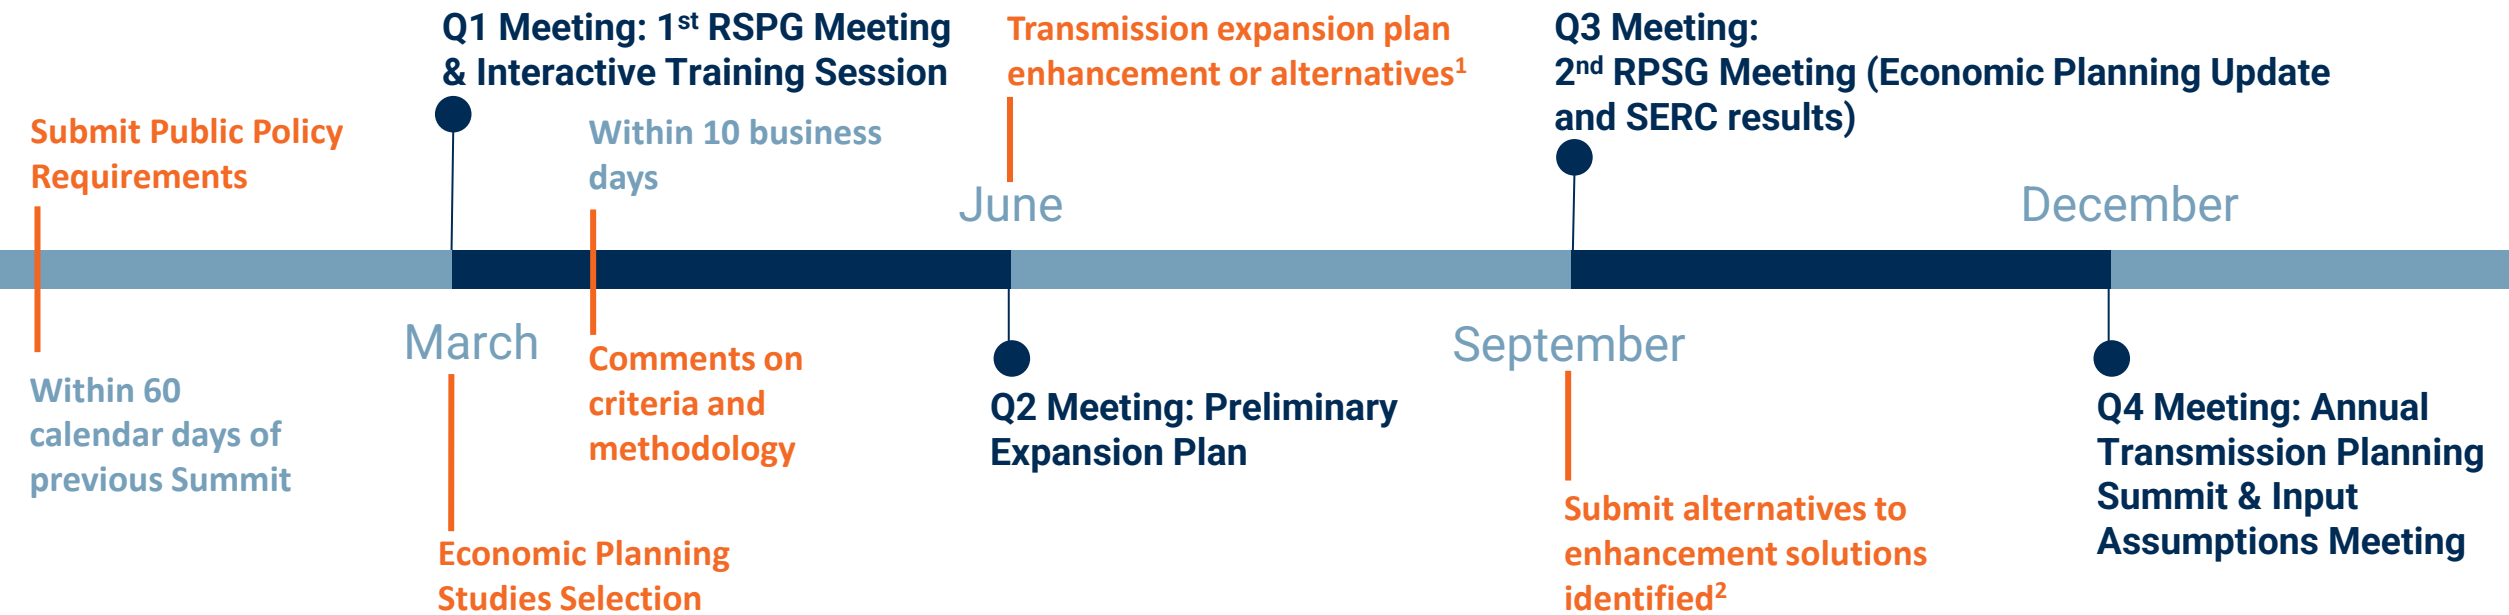 Q1 Meeting: 1st RSPG Meeting
& Interactive Training Session
Transmission expansion plan
enhancement or alternatives1
Q3 Meeting:
2nd RPSG Meeting (Economic Planning Update
and SERC results)
Submit Public Policy
Requirements
Within 10 business
days
June
December
March
September
Within 60
calendar days of
previous Summit
Comments on
criteria and
methodology
Q2 Meeting: Preliminary
Expansion Plan
Q4 Meeting: Annual
Transmission Planning
Summit & Input
Assumptions Meeting
Economic Planning
Studies Selection
Submit alternatives to
enhancement solutions
identified2